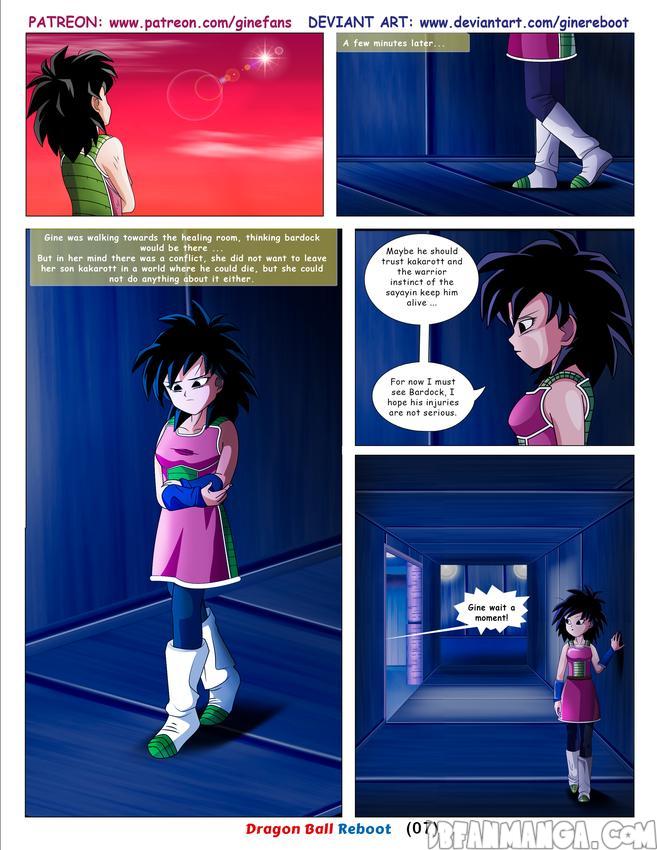 PATREON: www.patreon.com/ginefans DEVIANT ART: www.deviantart.com/ginereboot
A few minutes later...
Gine was walking towards the healing room, thinking bardock
would be there ...
But in her mind there was a conflict, she did not want to leave
her son kakarott in a world where he could die, but she could
not do anything about it either.
Maybe he should
trust kakarott and
the warrior
instinct of the
sayayin keep him
alive ...
For now I must
see Bardock, I
hope his injuries
are not serious.
Gine wait a
moment!
Dragon Ball Reboot (07)
DBFANMANGA.COM